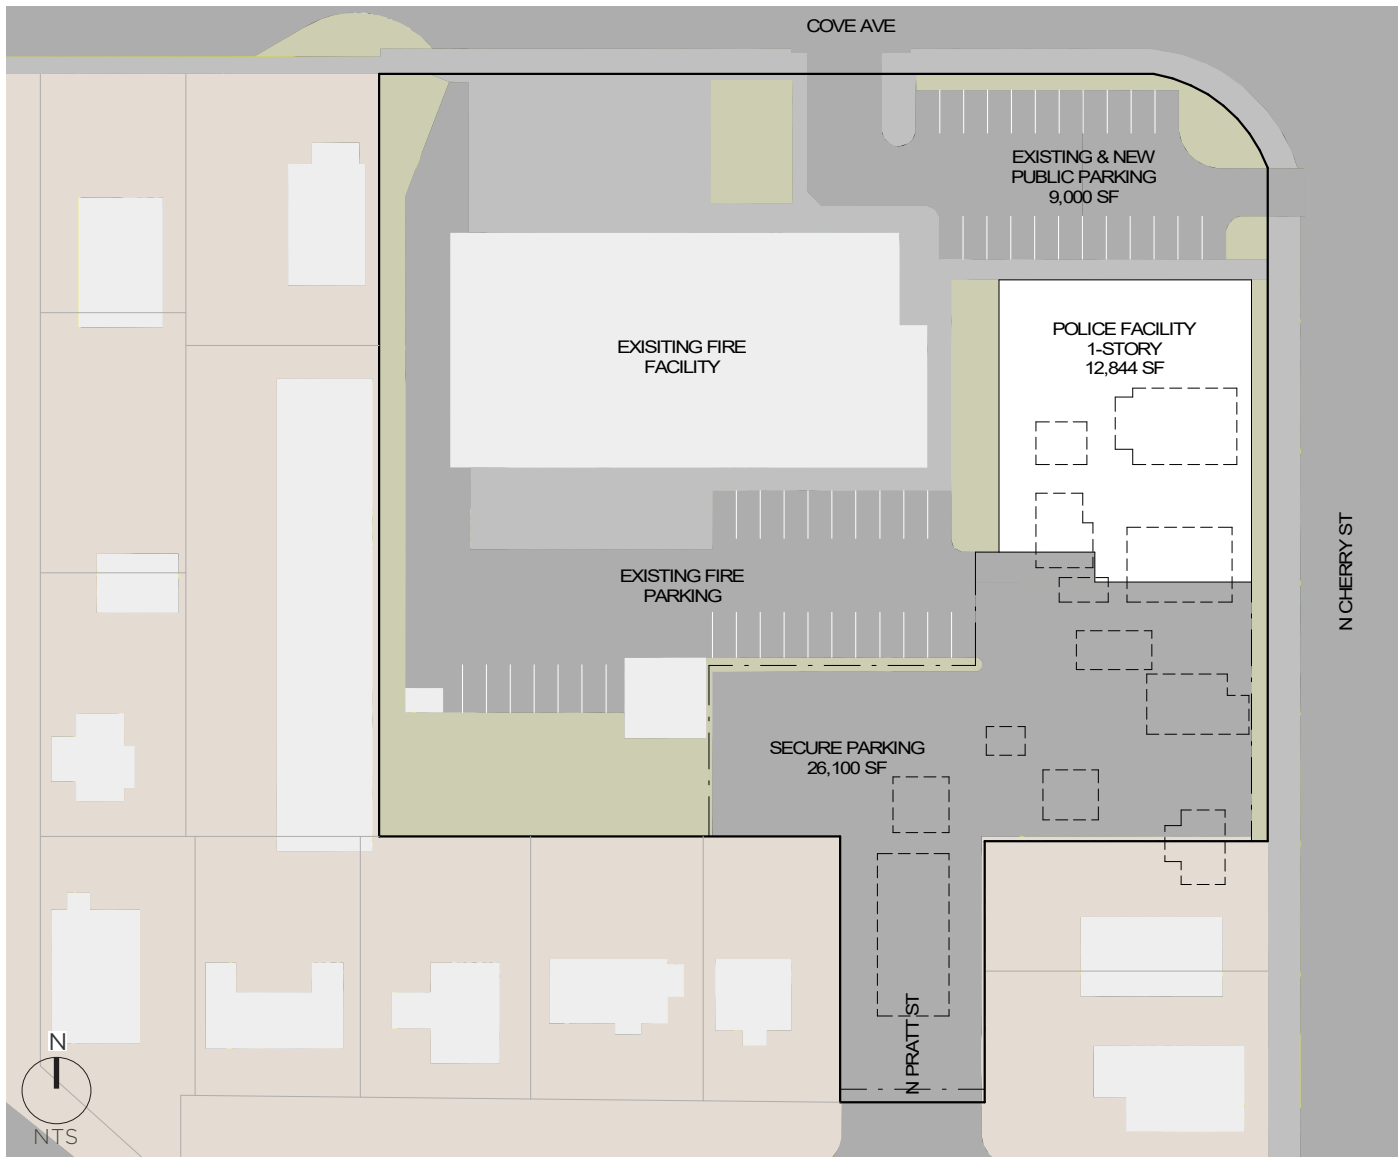 COVE AVE
EXISTING & NEW
PUBLIC PARKING
9,000 SF
POLICE FACILITY
1-STORY
12,844 SF
EXISITING FIRE
FACILITY
N CHERRY ST
EXISTING FIRE
PARKING
SECURE PARKING
26,100 SF
N PRATT ST
N
NTS